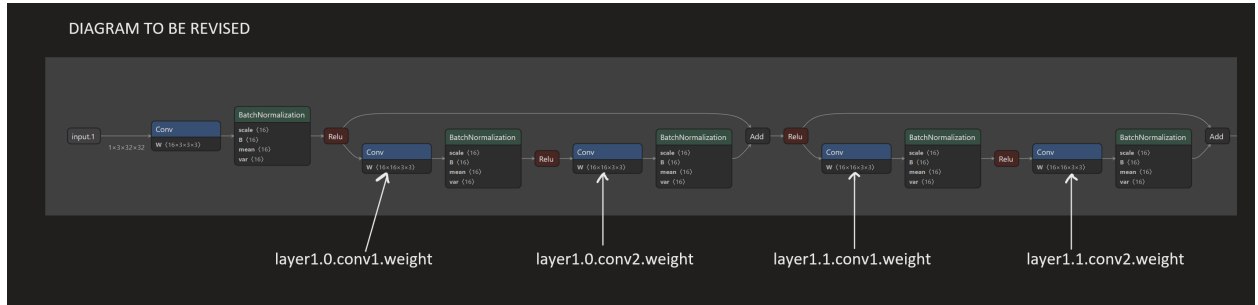 DIAGRAM TO BE REVISED
input.1
1×3×32×32
Conv
W ⟨16×3×3×3⟩
BatchNormalization
scale ⟨16⟩
B ⟨16⟩
mean ⟨16⟩
var ⟨16⟩
Relu
Conv
W ⟨16×16×3×3⟩
BatchNormalization
scale ⟨16⟩
B ⟨16⟩
mean ⟨16⟩
var ⟨16⟩
Relu
Conv
W ⟨16×16×3×3⟩
BatchNormalization
scale ⟨16⟩
B ⟨16⟩
mean ⟨16⟩
var ⟨16⟩
Add
Relu
Conv
W ⟨16×16×3×3⟩
BatchNormalization
scale ⟨16⟩
B ⟨16⟩
mean ⟨16⟩
var ⟨16⟩
Relu
Conv
W ⟨16×16×3×3⟩
BatchNormalization
scale ⟨16⟩
B ⟨16⟩
mean ⟨16⟩
var ⟨16⟩
Add
layer1.0.conv1.weight
layer1.0.conv2.weight
layer1.1.conv1.weight
layer1.1.conv2.weight